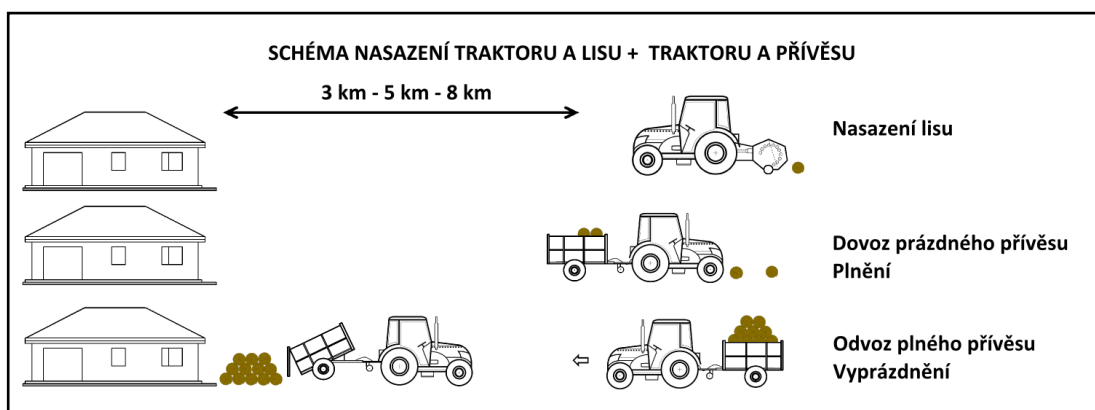 SCHÉMA NASAZENÍ TRAKTORU A LISU + TRAKTORU A PŘÍVĚSU
3 km - 5 km - 8 km
Nasazení lisu
Dovoz prázdného přívěsu
Plnění
Odvoz plného přívěsu
Vyprázdnění